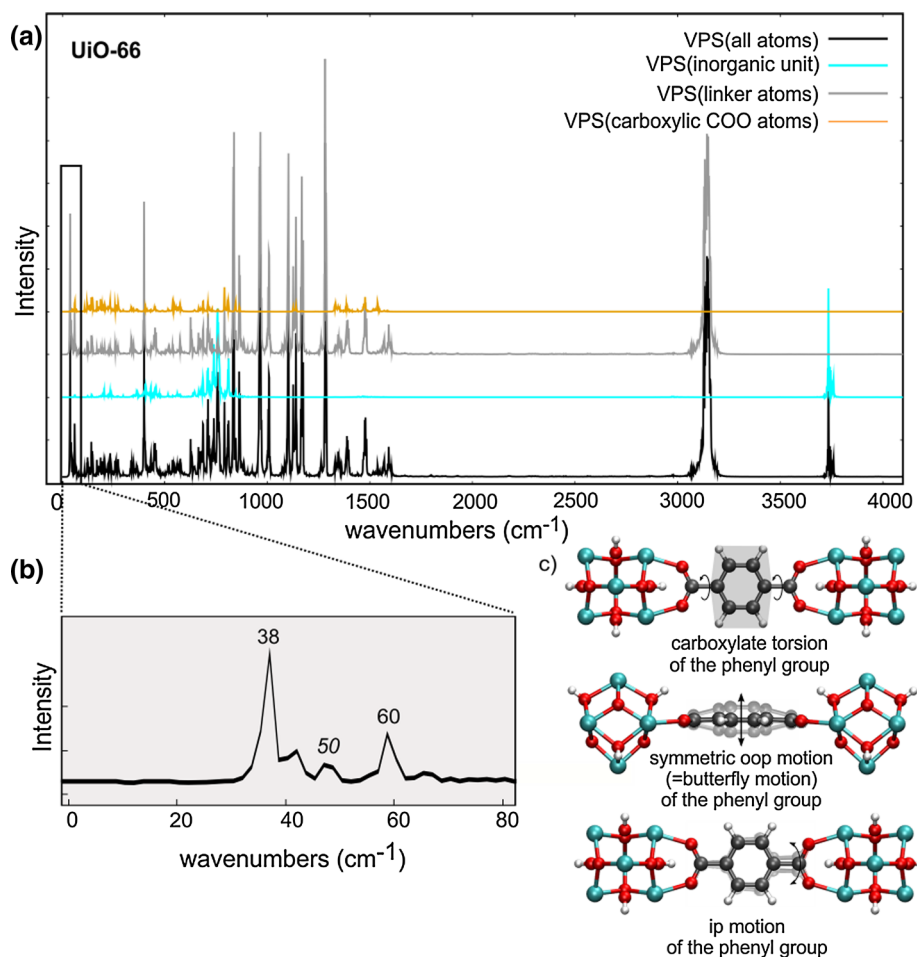 (a)
UiO-66
VPS(all atoms)
VPS(inorganic unit)
VPS(linker atoms)
VPS(carboxylic COO atoms)
Intensity
0 500 1000 1500 2000 2500 3000 3500 4000
wavenumbers (cm-1)
(b)
38
50
60
Intensity
0 20 40 60 80
wavenumbers (cm-1)
c)
carboxylate torsion
of the phenyl group
symmetric oop motion
(=butterfly motion)
of the phenyl group
ip motion
of the phenyl group